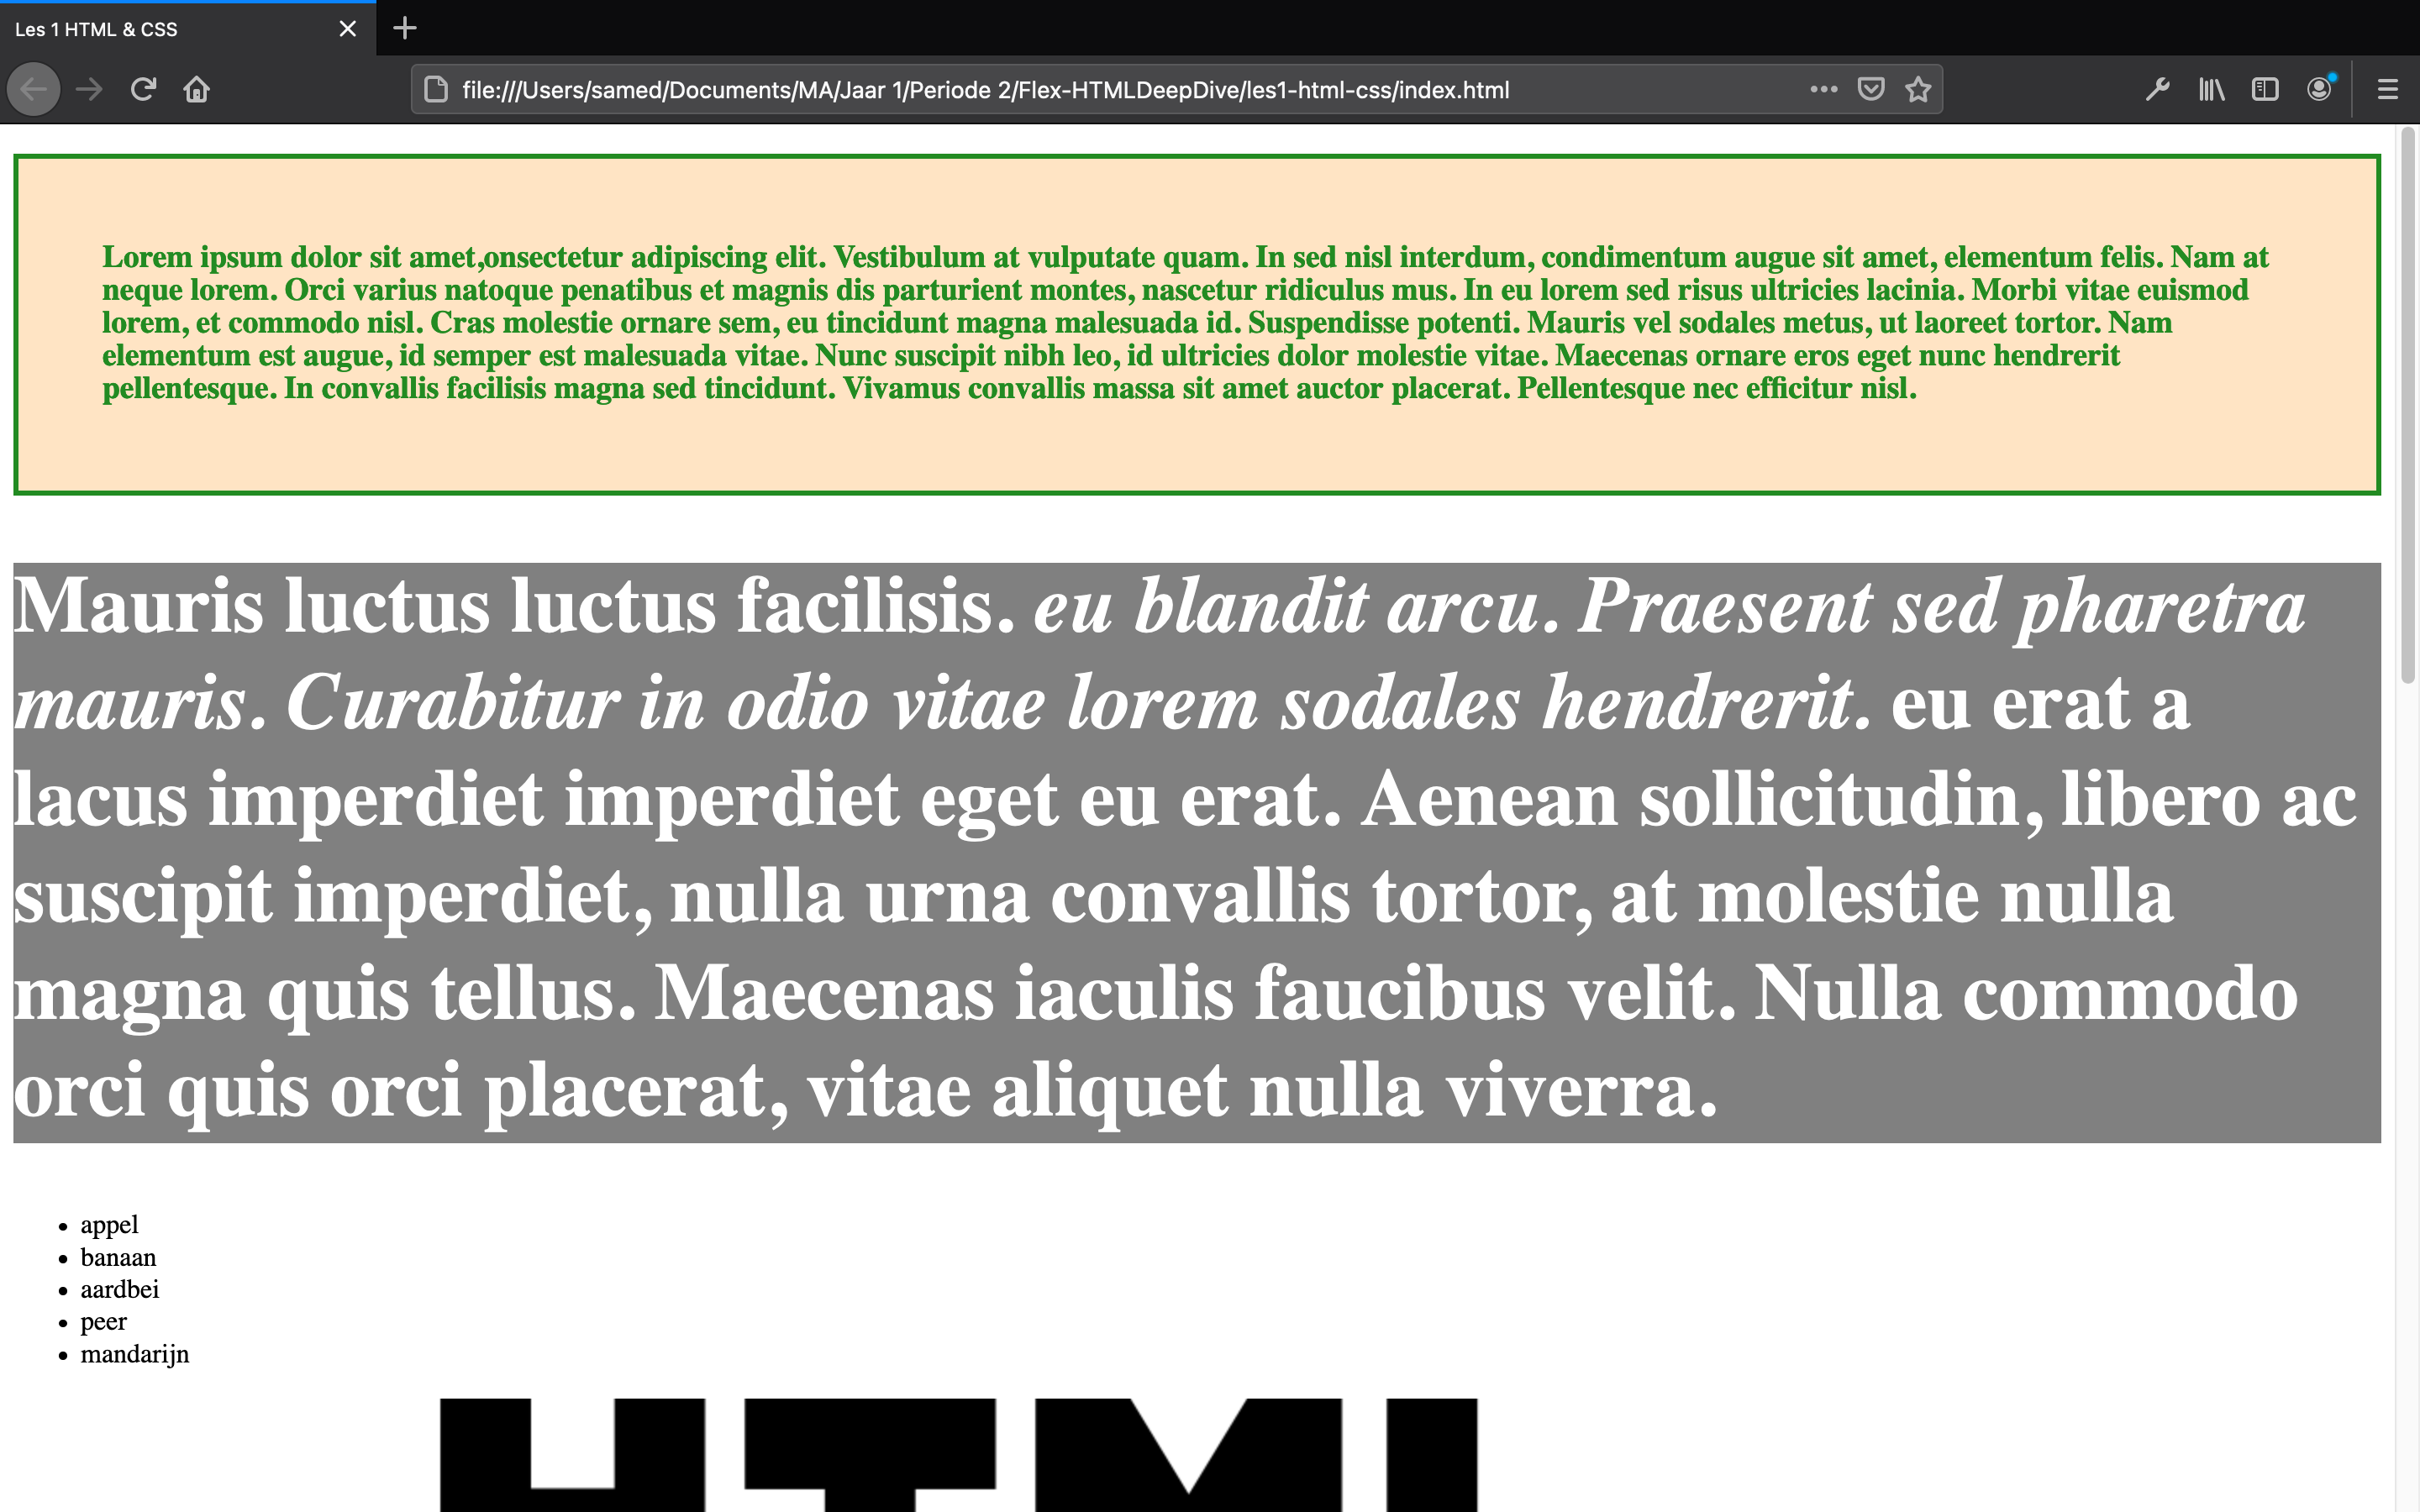 Les 1 HTML & CSS
file:///Users/samed/Documents/MA/Jaar 1/Periode 2/Flex-HTMLDeepDive/les1-html-css/index.html
Lorem ipsum dolor sit amet,onsectetur adipiscing elit. Vestibulum at vulputate quam. In sed nisl interdum, condimentum augue sit amet, elementum felis. Nam at
neque lorem. Orci varius natoque penatibus et magnis dis parturient montes, nascetur ridiculus mus. In eu lorem sed risus ultricies lacinia. Morbi vitae euismod
lorem, et commodo nisl. Cras molestie ornare sem, eu tincidunt magna malesuada id. Suspendisse potenti. Mauris vel sodales metus, ut laoreet tortor. Nam
elementum est augue, id semper est malesuada vitae. Nunc suscipit nibh leo, id ultricies dolor molestie vitae. Maecenas ornare eros eget nunc hendrerit
pellentesque. In convallis facilisis magna sed tincidunt. Vivamus convallis massa sit amet auctor placerat. Pellentesque nec efficitur nisl.
Mauris luctus luctus facilisis. eu blandit arcu. Praesent sed pharetra
mauris. Curabitur in odio vitae lorem sodales hendrerit. eu erat a
lacus imperdiet imperdiet eget eu erat. Aenean sollicitudin, libero ac
suscipit imperdiet, nulla urna convallis tortor, at molestie nulla
magna quis tellus. Maecenas iaculis faucibus velit. Nulla commodo
orci quis orci placerat, vitae aliquet nulla viverra.
• appel
• banaan
• aardbei
• peer
• mandarijn
HTML